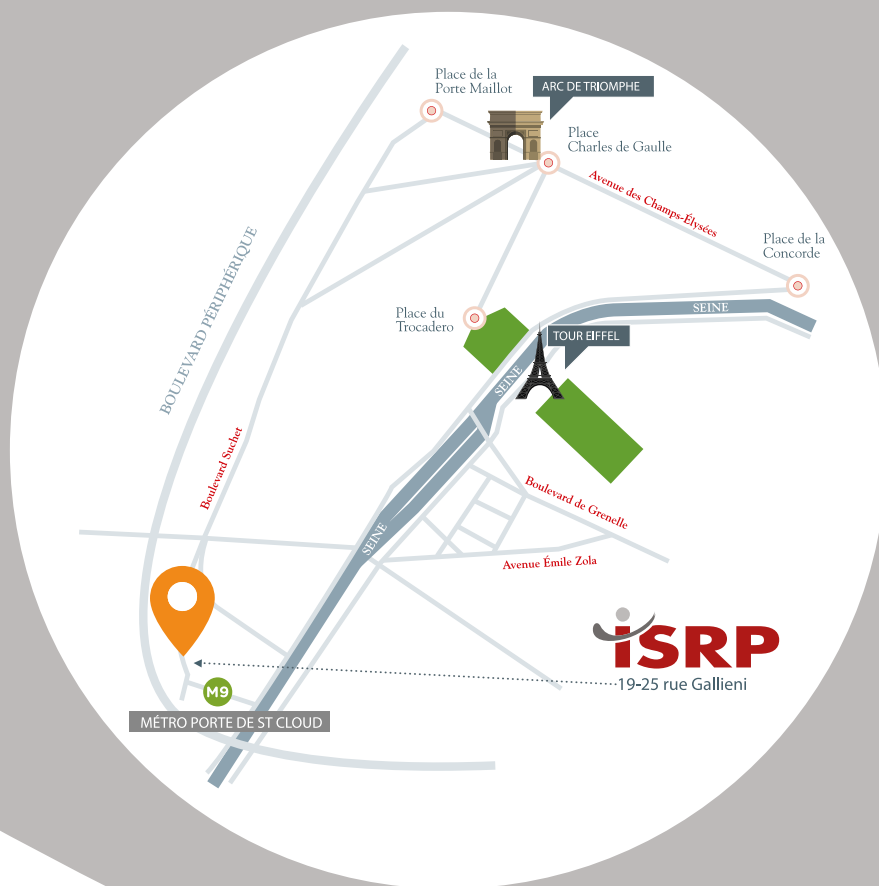 Place de la
Porte Maillot
ARC DE TRIOMPHE
Place
Charles de Gaulle
Avenue des Champs-Élysées
Place de la
Concorde
BOULEVARD PÉRIPHÉRIQUE
Place du
Trocadero
SEINE
TOUR EIFFEL
SEINE
Boulevard Suchet
Boulevard de Grenelle
SEINE
Avenue Émile Zola
iSRP
19-25 rue Gallieni
M9
MÉTRO PORTE DE ST CLOUD